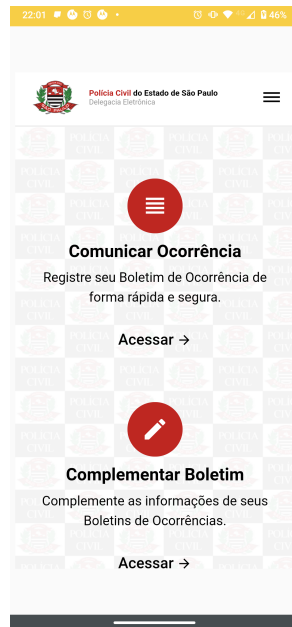 22:01
46%
Polícia Civil do Estado de São Paulo
Delegacia Eletrônica
Comunicar Ocorrência
Registre seu Boletim de Ocorrência de
forma rápida e segura.
Acessar →
Complementar Boletim
Complemente as informações de seus
Boletins de Ocorrências.
Acessar →